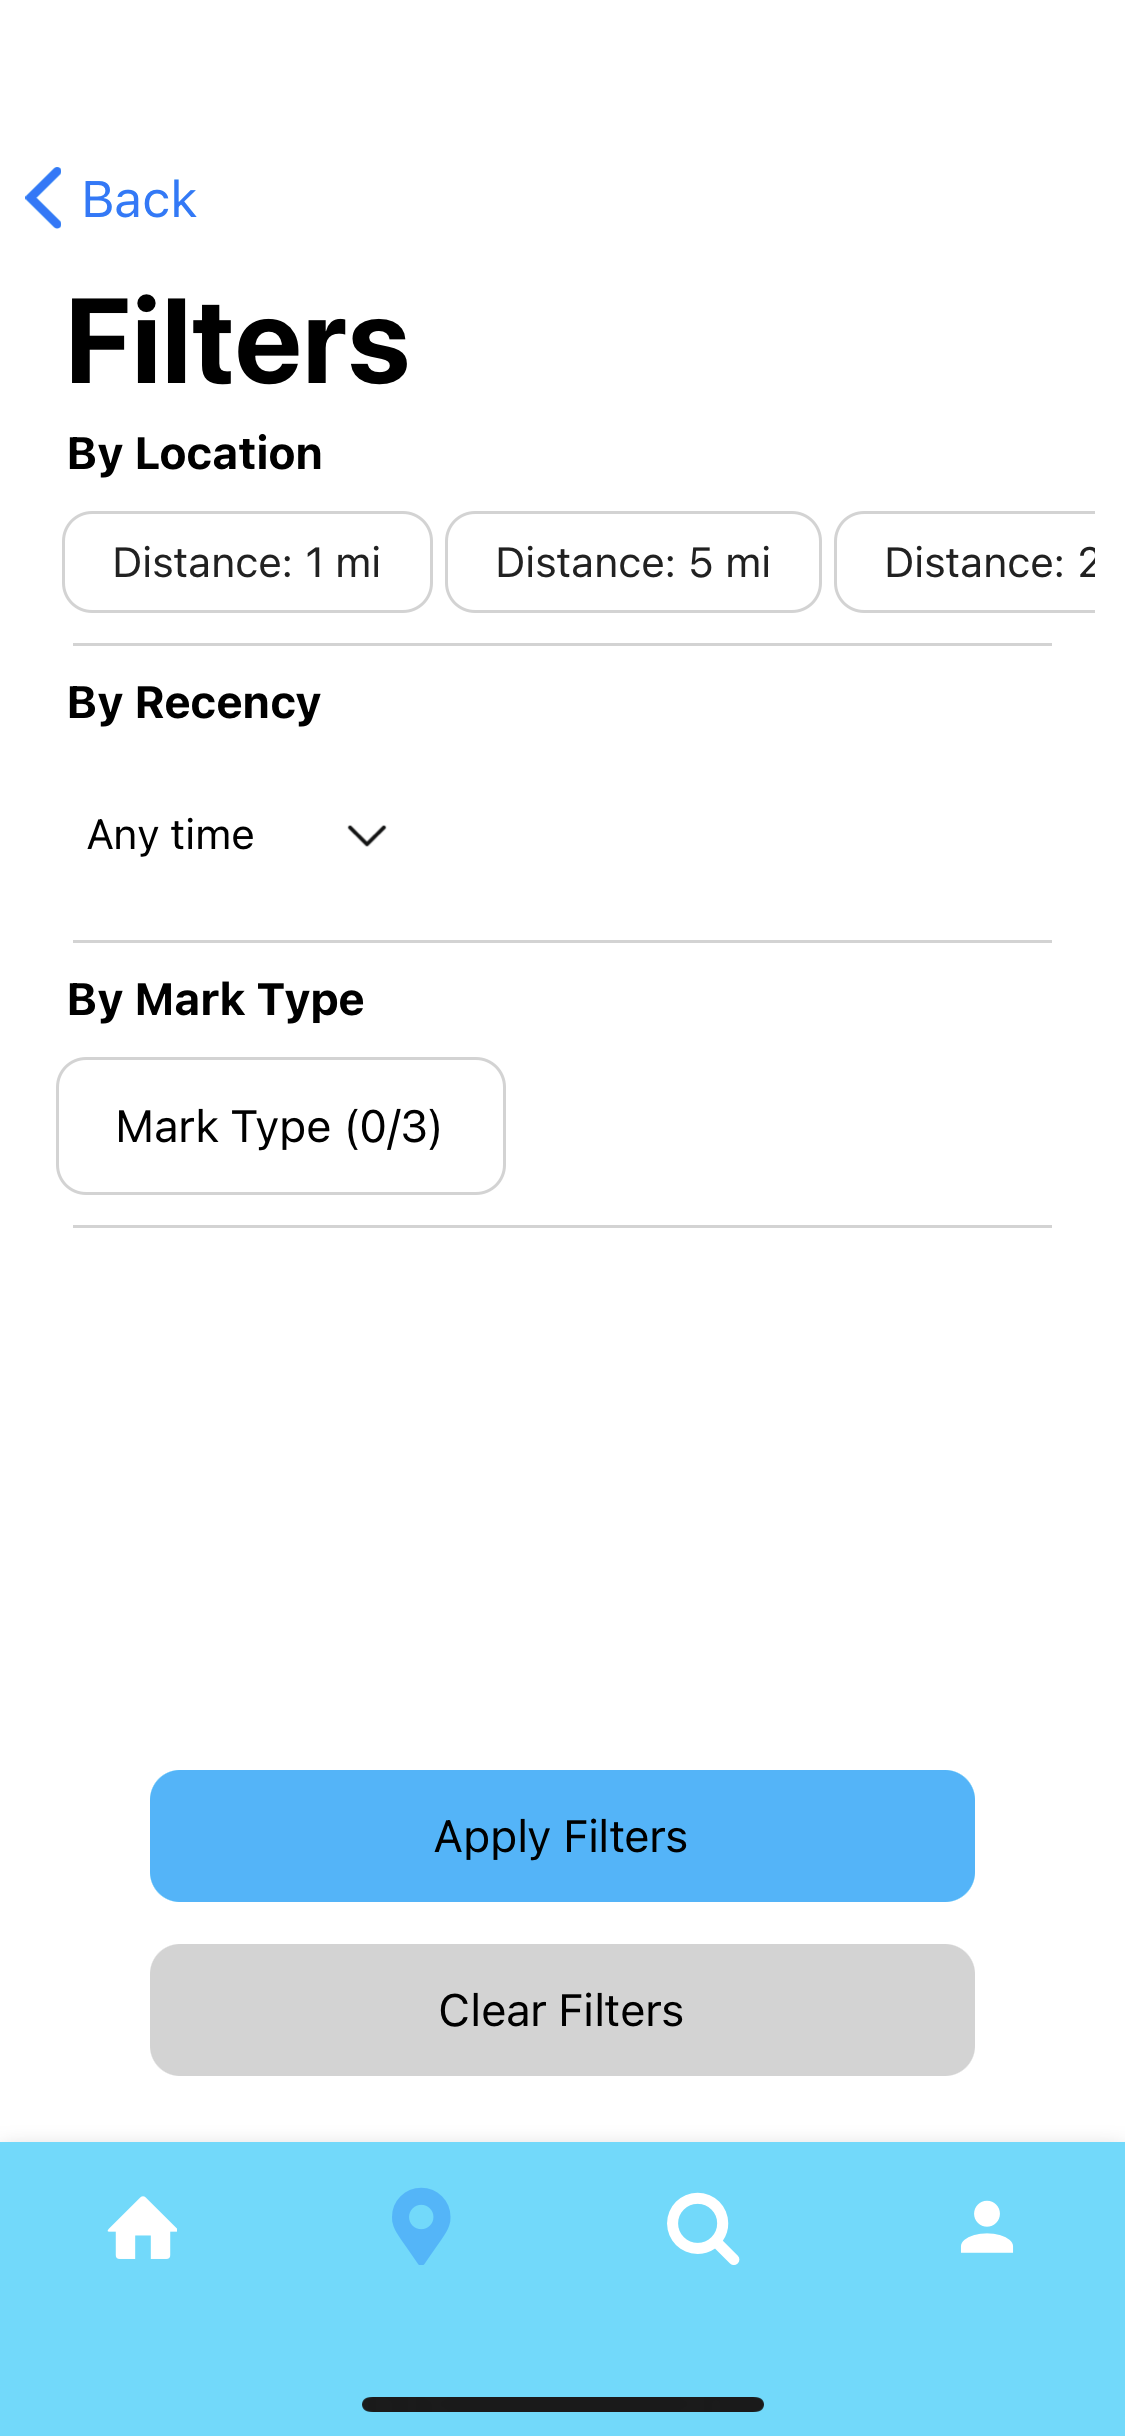 Back
Filters
By Location
Distance: 1 mi Distance: 5 mi Distance: 2
By Recency
Any time
By Mark Type
Mark Type (0/3)
Apply Filters
Clear Filters